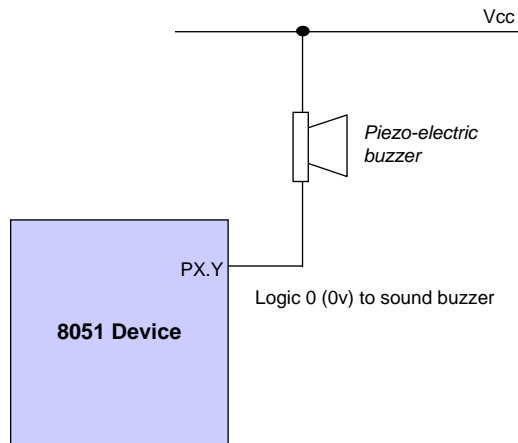 Vcc
Piezo-electric
buzzer
PX.Y
Logic 0 (0v) to sound buzzer
8051 Device